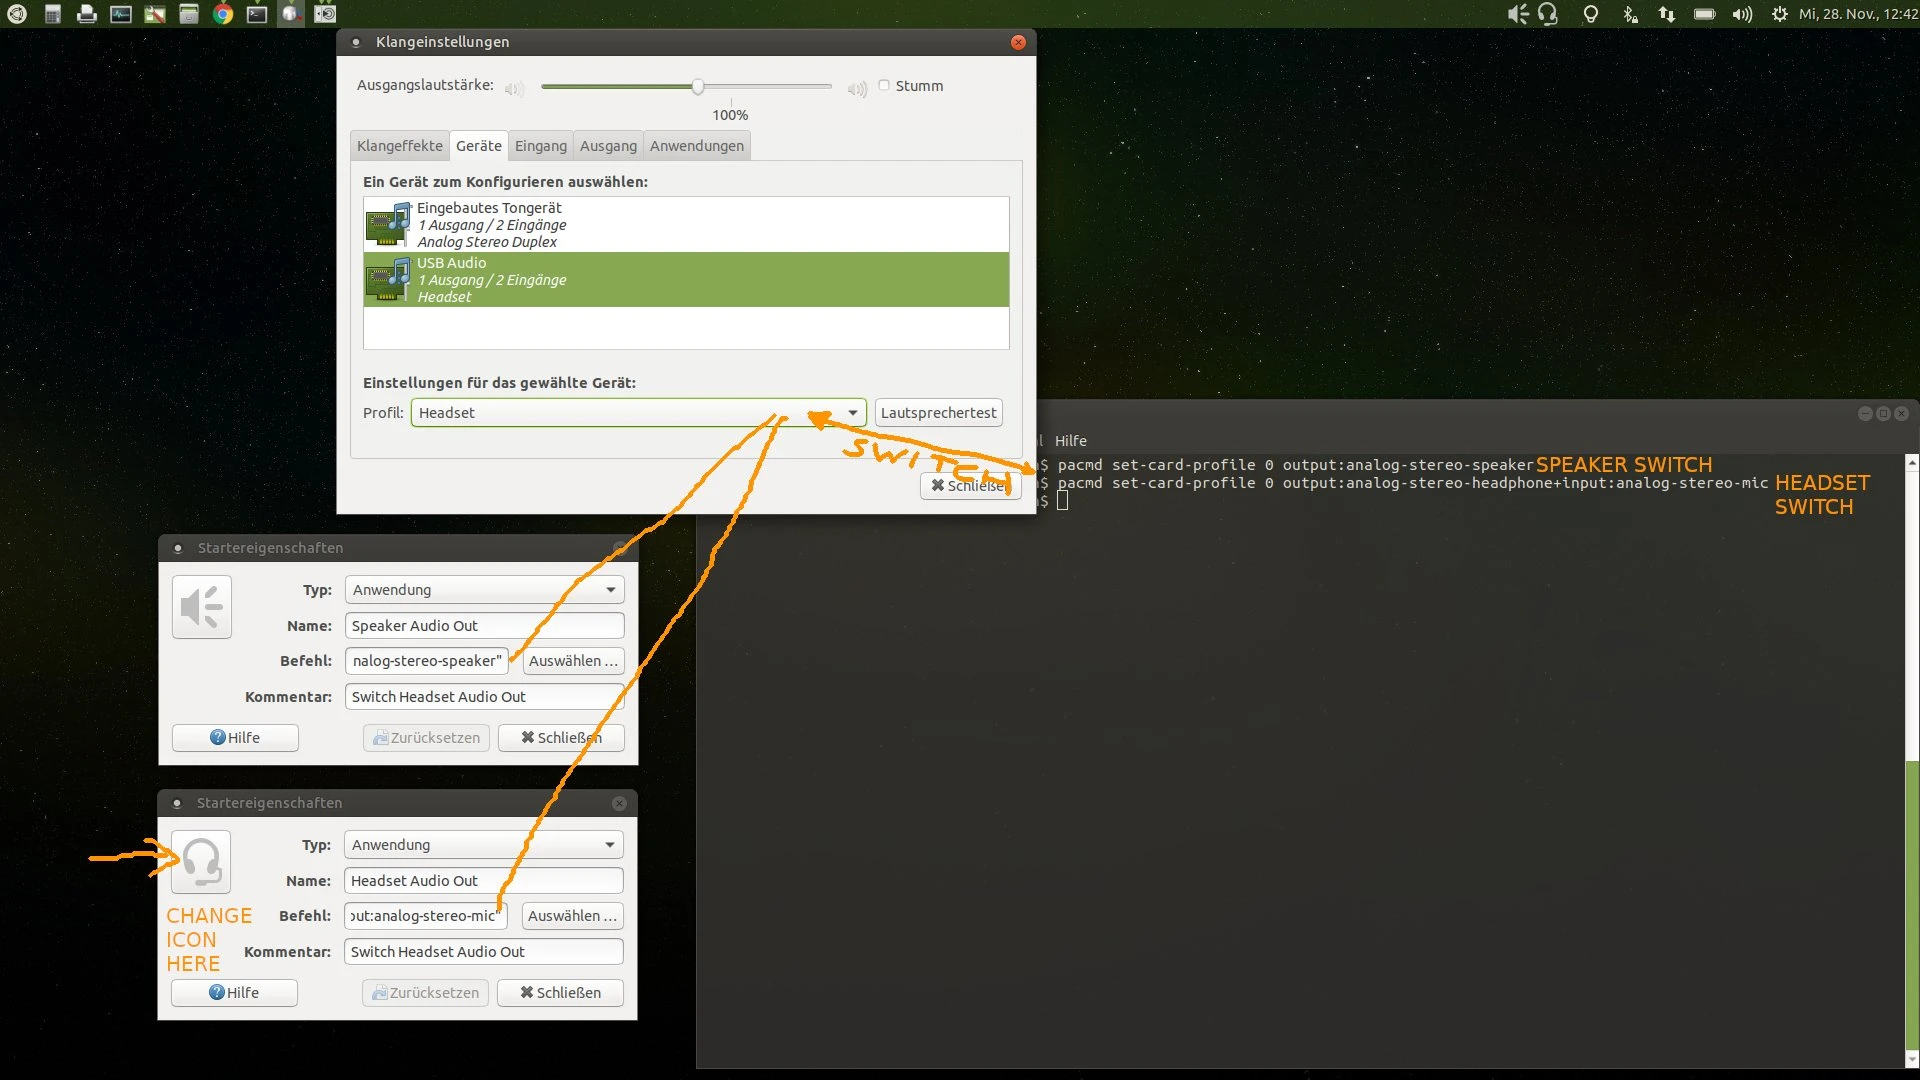 Mi, 28. Nov., 12:42
Klangeinstellungen
Ausgangslautstärke:
Stumm
100%
Klangeffekte Geräte Eingang Ausgang Anwendungen
Ein Gerät zum Konfigurieren auswählen:
Eingebautes Tongerät
1 Ausgang / 2 Eingänge
Analog Stereo Duplex
USB Audio
1 Ausgang / 2 Eingänge
Headset
Einstellungen für das gewählte Gerät:
Profil: Headset Lautsprechertest
SWITCH
Schließen
Hilfe
$ pacmd set-card-profile 0 output:analog-stereo-speaker SPEAKER SWITCH
$ pacmd set-card-profile 0 output:analog-stereo-headphone+input:analog-stereo-mic HEADSET
SWITCH
$
Startereigenschaften
Typ: Anwendung
Name: Speaker Audio Out
Befehl: nalog-stereo-speaker" Auswählen ...
Kommentar: Switch Headset Audio Out
Hilfe Zurücksetzen Schließen
Startereigenschaften
Typ: Anwendung
Name: Headset Audio Out
Befehl: out:analog-stereo-mic" Auswählen ...
Kommentar: Switch Headset Audio Out
CHANGE
ICON
HERE
Hilfe Zurücksetzen Schließen